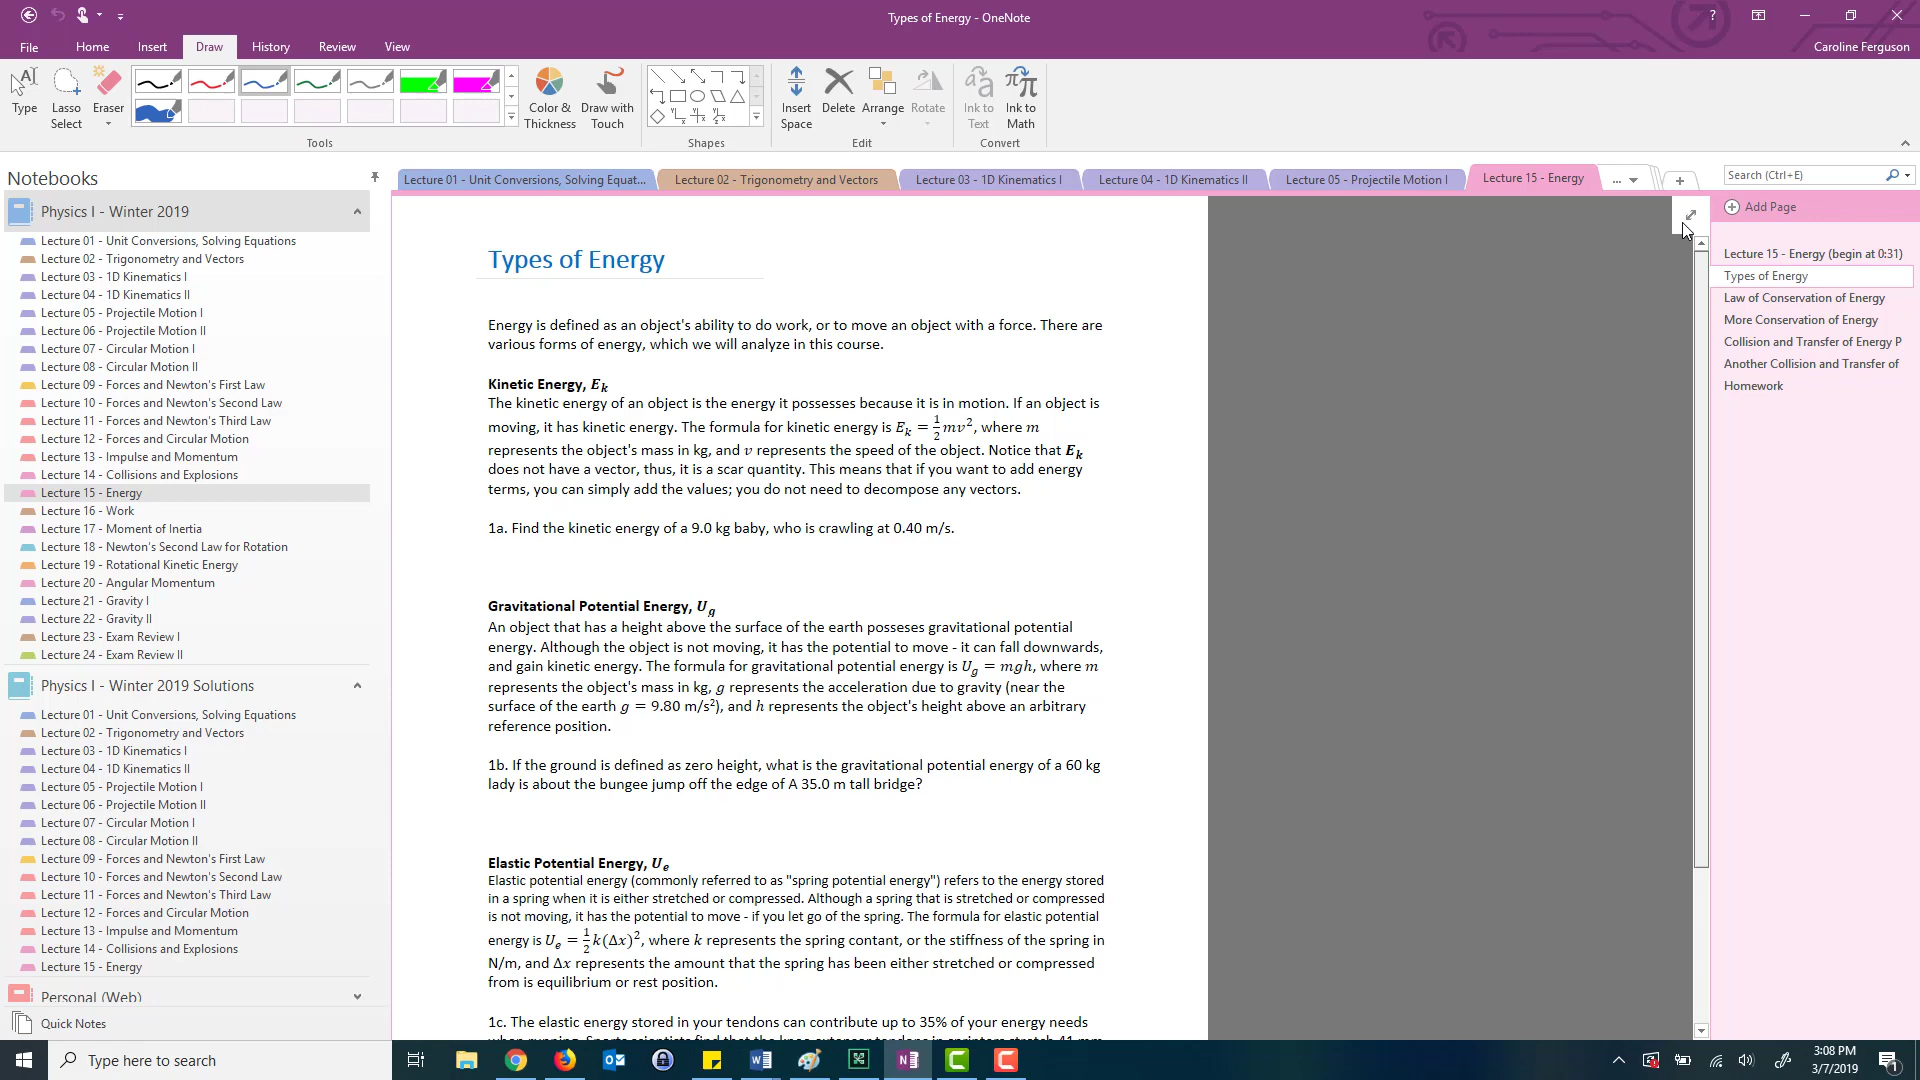 Types of Energy - OneNote
?
File
Home
Insert
Draw
History
Review
View
Caroline Ferguson
Type
Lasso Select
Eraser
Color & Thickness
Draw with Touch
Insert Space
Delete
Arrange
Rotate
Ink to Text
Ink to Math
Tools
Shapes
Edit
Convert
Notebooks
Physics I - Winter 2019
Lecture 01 - Unit Conversions, Solving Equations
Lecture 02 - Trigonometry and Vectors
Lecture 03 - 1D Kinematics I
Lecture 04 - 1D Kinematics II
Lecture 05 - Projectile Motion I
Lecture 06 - Projectile Motion II
Lecture 07 - Circular Motion I
Lecture 08 - Circular Motion II
Lecture 09 - Forces and Newton's First Law
Lecture 10 - Forces and Newton's Second Law
Lecture 11 - Forces and Newton's Third Law
Lecture 12 - Forces and Circular Motion
Lecture 13 - Impulse and Momentum
Lecture 14 - Collisions and Explosions
Lecture 15 - Energy
Lecture 16 - Work
Lecture 17 - Moment of Inertia
Lecture 18 - Newton's Second Law for Rotation
Lecture 19 - Rotational Kinetic Energy
Lecture 20 - Angular Momentum
Lecture 21 - Gravity I
Lecture 22 - Gravity II
Lecture 23 - Exam Review I
Lecture 24 - Exam Review II
Physics I - Winter 2019 Solutions
Lecture 01 - Unit Conversions, Solving Equations
Lecture 02 - Trigonometry and Vectors
Lecture 03 - 1D Kinematics I
Lecture 04 - 1D Kinematics II
Lecture 05 - Projectile Motion I
Lecture 06 - Projectile Motion II
Lecture 07 - Circular Motion I
Lecture 08 - Circular Motion II
Lecture 09 - Forces and Newton's First Law
Lecture 10 - Forces and Newton's Second Law
Lecture 11 - Forces and Newton's Third Law
Lecture 12 - Forces and Circular Motion
Lecture 13 - Impulse and Momentum
Lecture 14 - Collisions and Explosions
Lecture 15 - Energy
Personal (Web)
Quick Notes
Lecture 01 - Unit Conversions, Solving Equat...
Lecture 02 - Trigonometry and Vectors
Lecture 03 - 1D Kinematics I
Lecture 04 - 1D Kinematics II
Lecture 05 - Projectile Motion I
Lecture 15 - Energy
...
Search (Ctrl+E)
Types of Energy
Energy is defined as an object's ability to do work, or to move an object with a force. There are
various forms of energy, which we will analyze in this course.
Kinetic Energy, Eₖ
The kinetic energy of an object is the energy it possesses because it is in motion. If an object is
moving, it has kinetic energy. The formula for kinetic energy is Eₖ = ½mv², where m
represents the object's mass in kg, and v represents the speed of the object. Notice that Eₖ
does not have a vector, thus, it is a scar quantity. This means that if you want to add energy
terms, you can simply add the values; you do not need to decompose any vectors.
1a. Find the kinetic energy of a 9.0 kg baby, who is crawling at 0.40 m/s.
Gravitational Potential Energy, U_g
An object that has a height above the surface of the earth posseses gravitational potential
energy. Although the object is not moving, it has the potential to move - it can fall downwards,
and gain kinetic energy. The formula for gravitational potential energy is U_g = mgh, where m
represents the object's mass in kg, g represents the acceleration due to gravity (near the
surface of the earth g = 9.80 m/s²), and h represents the object's height above an arbitrary
reference position.
1b. If the ground is defined as zero height, what is the gravitational potential energy of a 60 kg
lady is about the bungee jump off the edge of A 35.0 m tall bridge?
Elastic Potential Energy, Uₑ
Elastic potential energy (commonly referred to as "spring potential energy") refers to the energy stored
in a spring when it is either stretched or compressed. Although a spring that is stretched or compressed
is not moving, it has the potential to move - if you let go of the spring. The formula for elastic potential
energy is Uₑ = ½k(Δx)², where k represents the spring contant, or the stiffness of the spring in
N/m, and Δx represents the amount that the spring has been either stretched or compressed
from is equilibrium or rest position.
1c. The elastic energy stored in your tendons can contribute up to 35% of your energy needs
Add Page
Lecture 15 - Energy (begin at 0:31)
Types of Energy
Law of Conservation of Energy
More Conservation of Energy
Collision and Transfer of Energy P
Another Collision and Transfer of
Homework
Type here to search
3:08 PM
3/7/2019